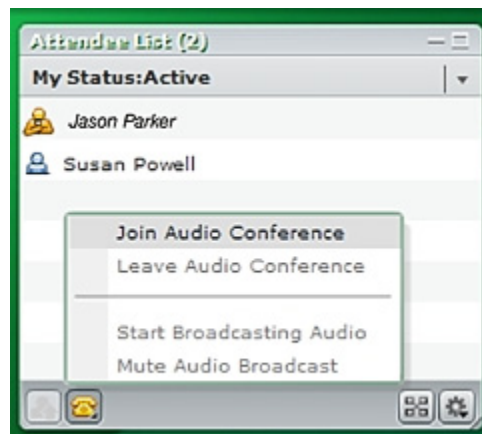 Attendee List (2)
My Status:Active
Jason Parker
Susan Powell
Join Audio Conference
Leave Audio Conference
Start Broadcasting Audio
Mute Audio Broadcast